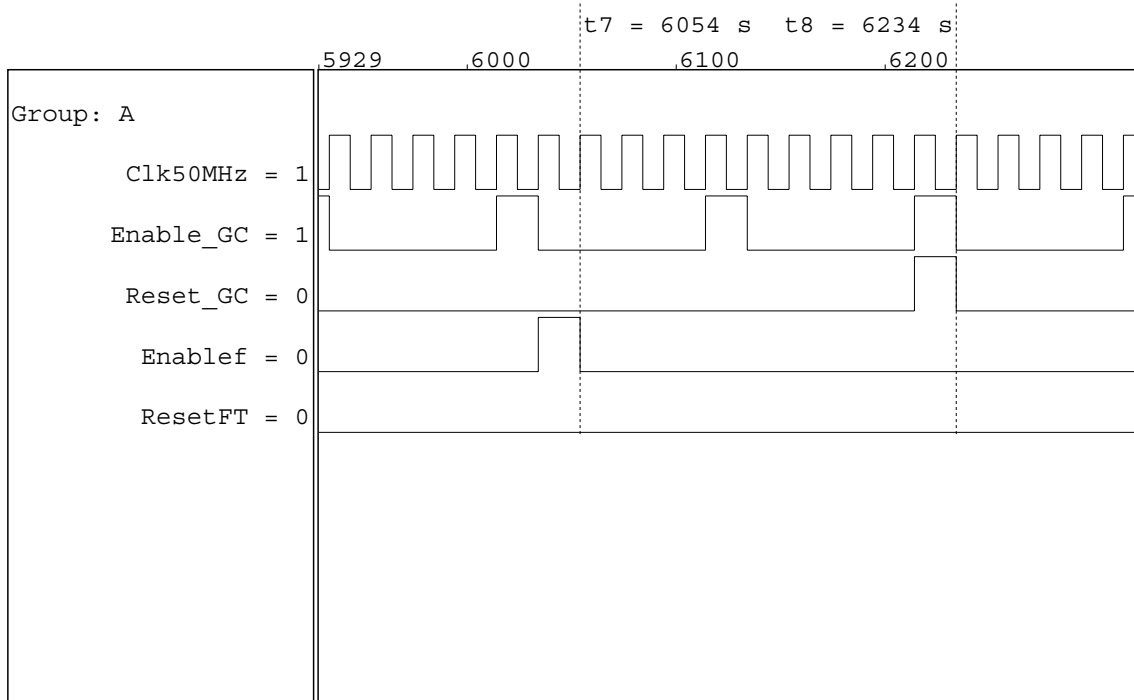 t7 = 6054 s t8 = 6234 s
5929 6000 6100 6200
Group: A
Clk50MHz = 1
Enable_GC = 1
Reset_GC = 0
Enablef = 0
ResetFT = 0